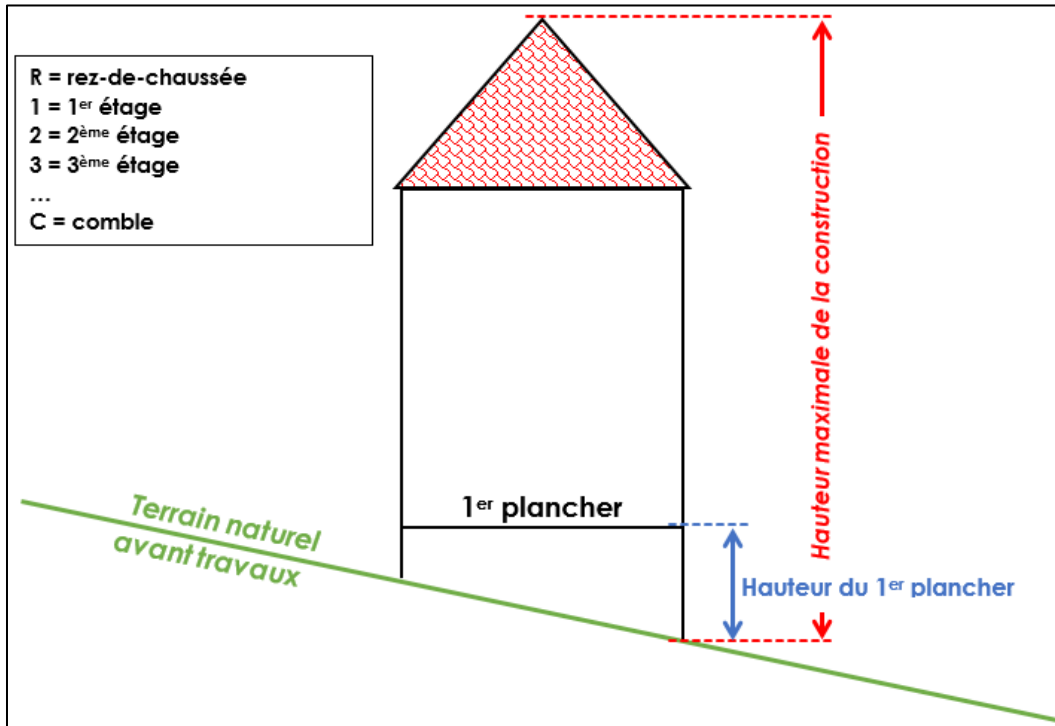 R = rez-de-chaussée
1 = 1er étage
2 = 2ème étage
3 = 3ème étage
...
C = comble
Hauteur maximale de la construction
1er plancher
Terrain naturel
avant travaux
Hauteur du 1er plancher